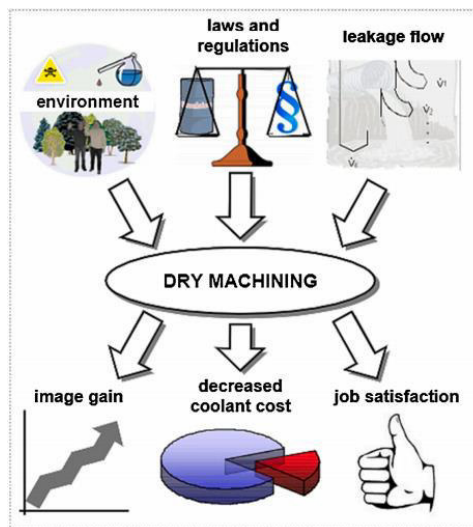 laws and
regulations
leakage flow
environment
§
DRY MACHINING
image gain
decreased
coolant cost
job satisfaction